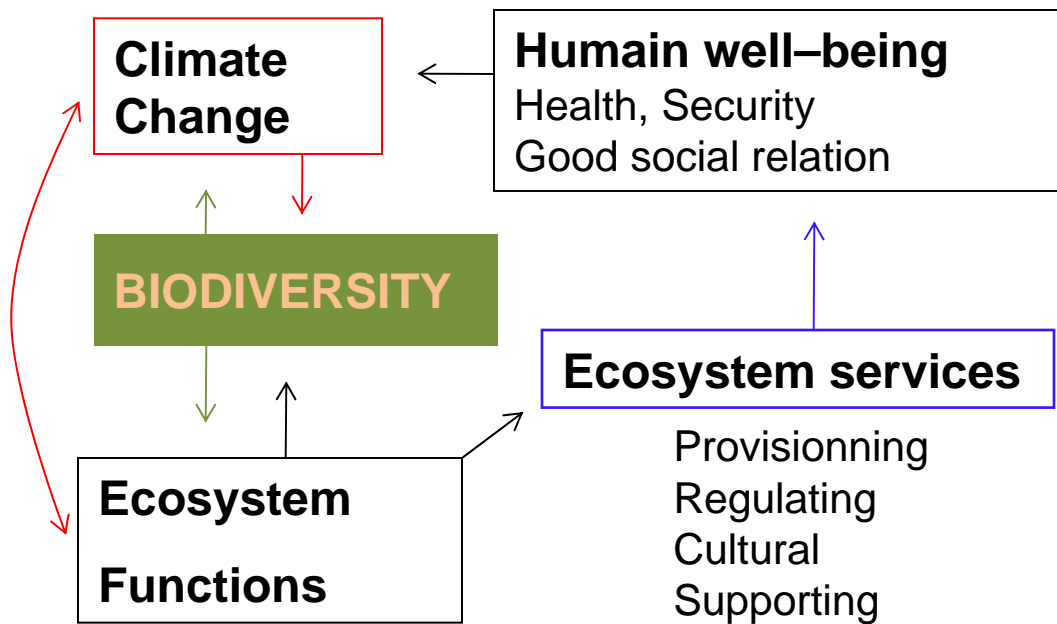 Climate
Change
Humain well–being
Health, Security
Good social relation
BIODIVERSITY
Ecosystem services
Provisionning
Regulating
Cultural
Supporting
Ecosystem
Functions